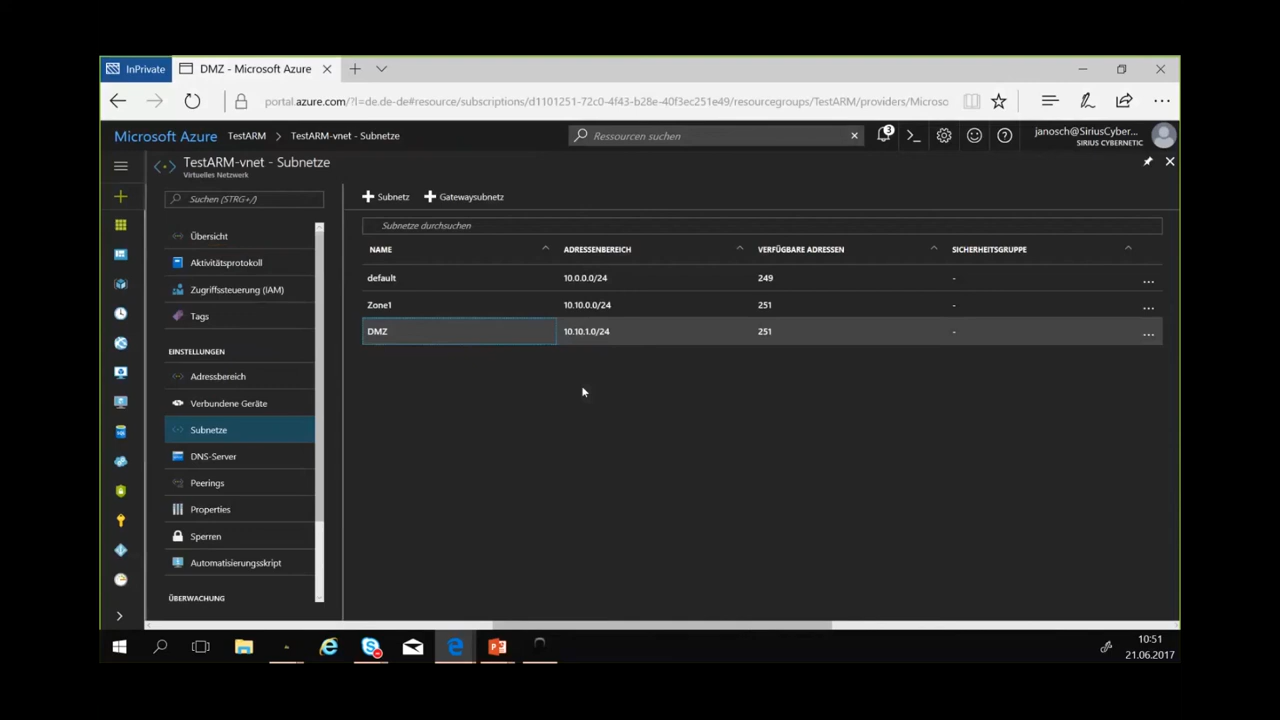 InPrivate
DMZ - Microsoft Azure
portal.azure.com/?l=de.de-de#resource/subscriptions/d1101251-72c0-4f43-b28e-40f3ec251e49/resourcegroups/TestARM/providers/Microso
Microsoft Azure TestARM > TestARM-vnet - Subnetze
Ressourcen suchen
3
janosch@SiriusCyber...
SIRIUS CYBERNETIC
TestARM-vnet - Subnetze
Virtuelles Netzwerk
Suchen (STRG+/)
Übersicht
Aktivitätsprotokoll
Zugriffssteuerung (IAM)
Tags
EINSTELLUNGEN
Adressbereich
Verbundene Geräte
Subnetze
DNS-Server
Peerings
Properties
Sperren
Automatisierungsskript
ÜBERWACHUNG
+ Subnetz + Gatewaysubnetz
Subnetze durchsuchen
NAME ADRESSENBEREICH VERFÜGBARE ADRESSEN SICHERHEITSGRUPPE
default 10.0.0.0/24 249 - ...
Zone1 10.10.0.0/24 251 - ...
DMZ 10.10.1.0/24 251 - ...
10:51
21.06.2017